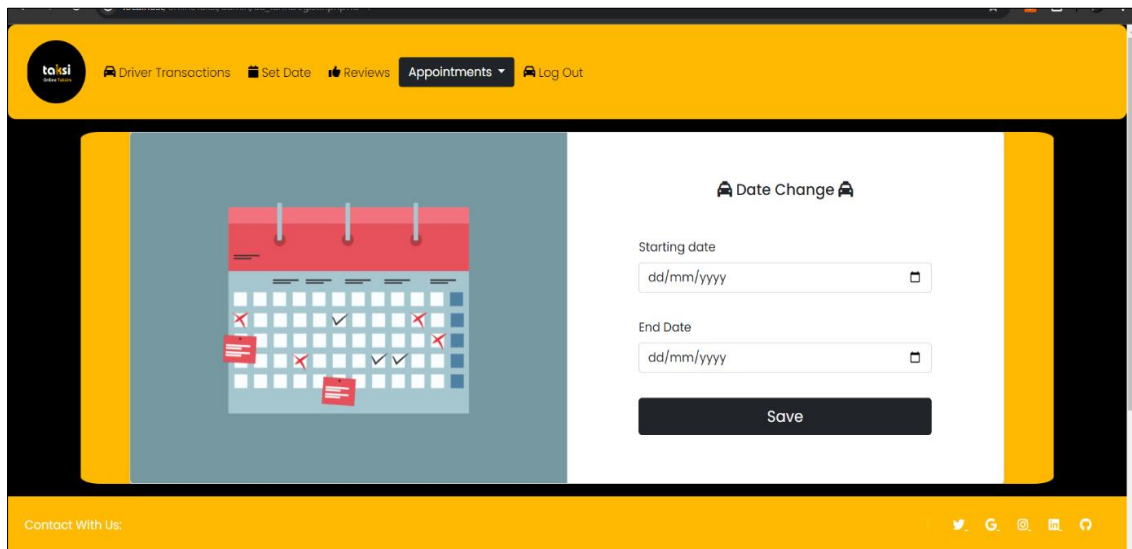 taksi
Driver Transactions Set Date Reviews Appointments Log Out
Date Change
Starting date
dd/mm/yyyy
End Date
dd/mm/yyyy
Save
Contact With Us: